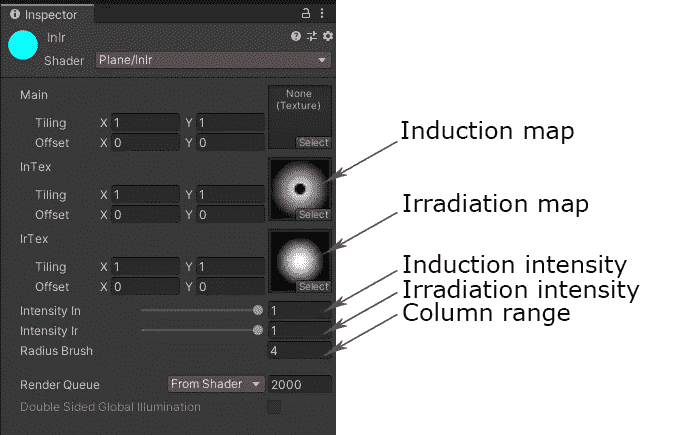 Inspector
InIr
Shader Plane/InIr
Main
None
(Texture)
Tiling X 1 Y 1
Offset X 0 Y 0
Select
InTex
Tiling X 1 Y 1
Offset X 0 Y 0
Select
IrTex
Tiling X 1 Y 1
Offset X 0 Y 0
Select
Intensity In 1
Intensity Ir 1
Radius Brush 4
Render Queue From Shader 2000
Double Sided Global Illumination
Induction map
Irradiation map
Induction intensity
Irradiation intensity
Column range